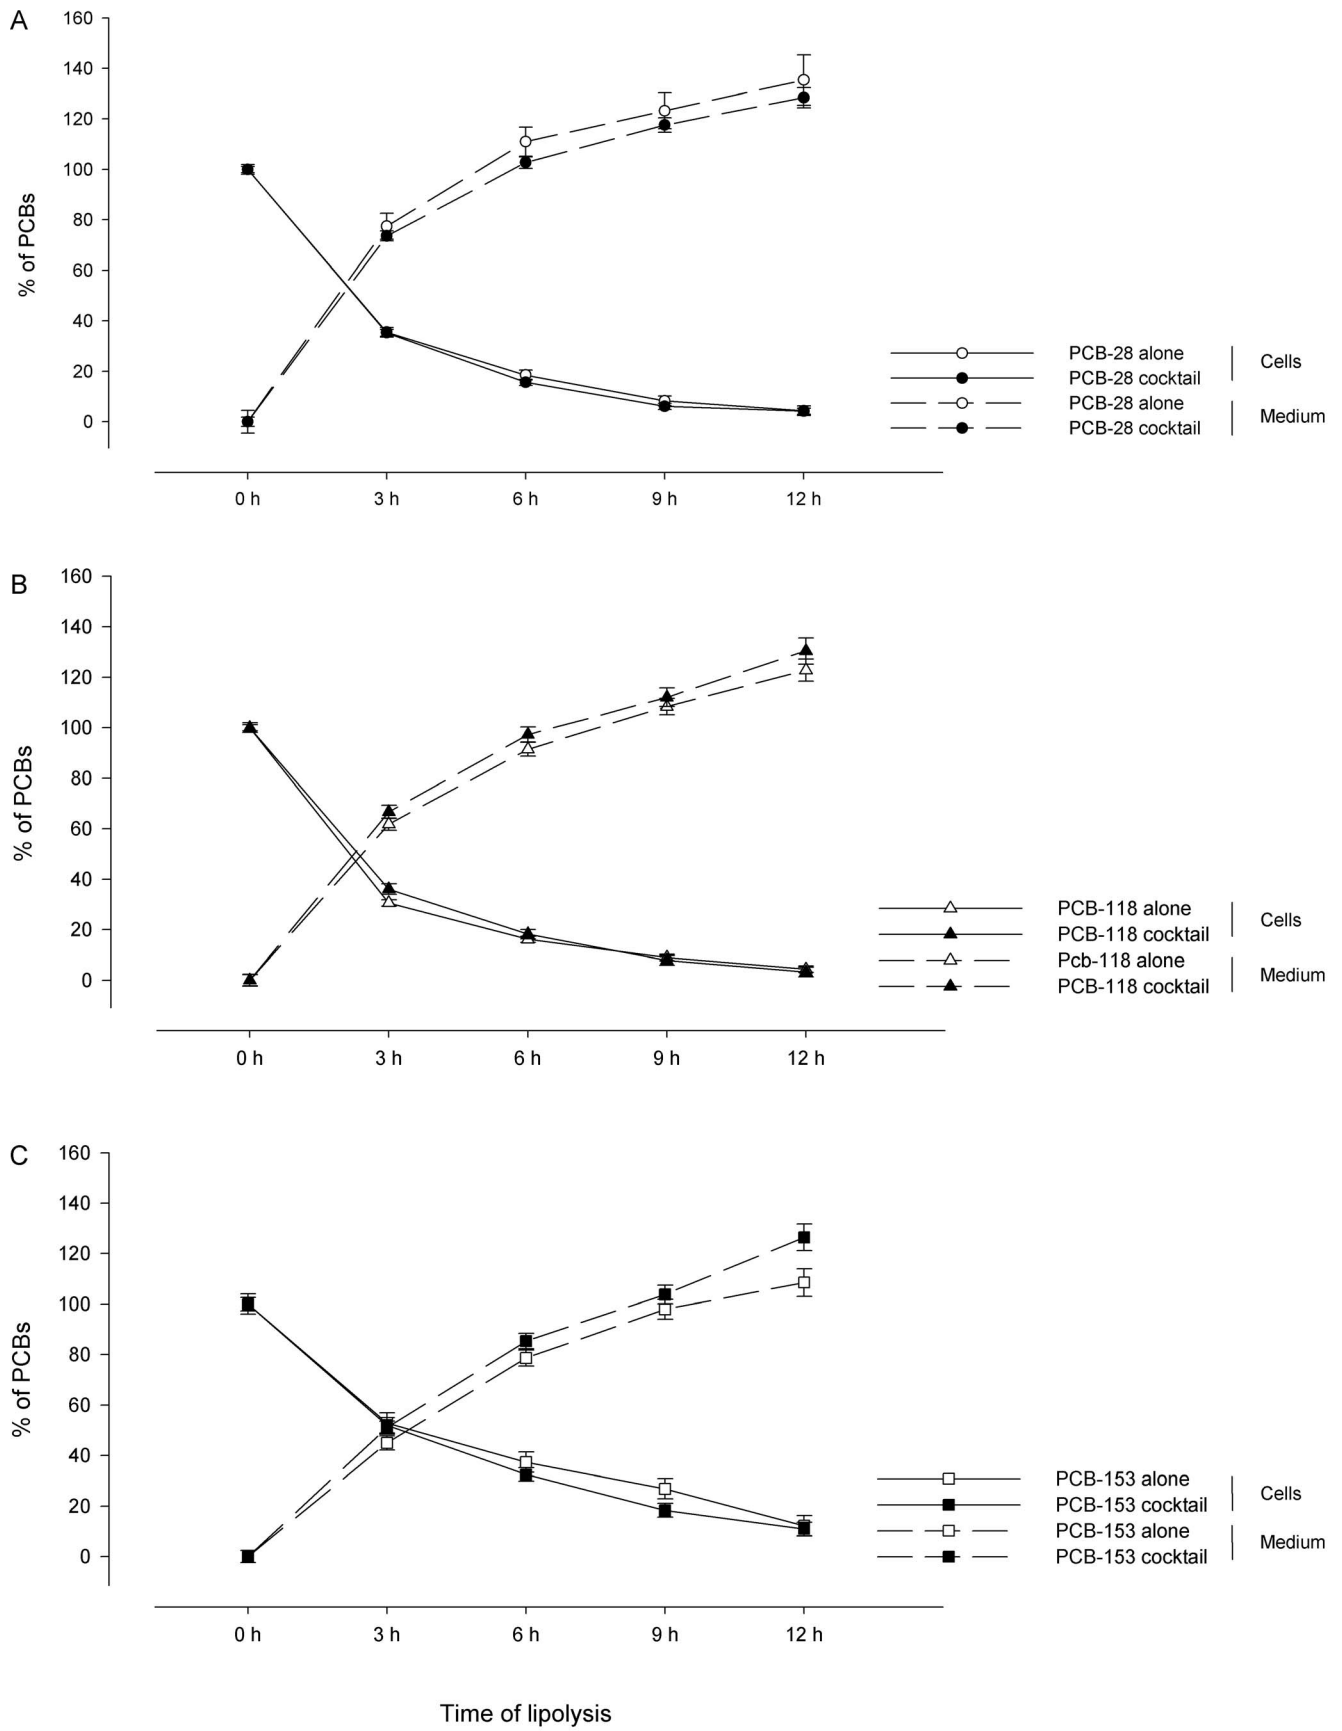 A
160
140
120
100
80
60
40
20
0
% of PCBs
PCB-28 alone
PCB-28 cocktail
Cells
PCB-28 alone
PCB-28 cocktail
Medium
0 h 3 h 6 h 9 h 12 h
B
160
140
120
100
80
60
40
20
0
% of PCBs
PCB-118 alone
PCB-118 cocktail
Cells
Pcb-118 alone
PCB-118 cocktail
Medium
0 h 3 h 6 h 9 h 12 h
C
160
140
120
100
80
60
40
20
0
% of PCBs
PCB-153 alone
PCB-153 cocktail
Cells
PCB-153 alone
PCB-153 cocktail
Medium
0 h 3 h 6 h 9 h 12 h
Time of lipolysis